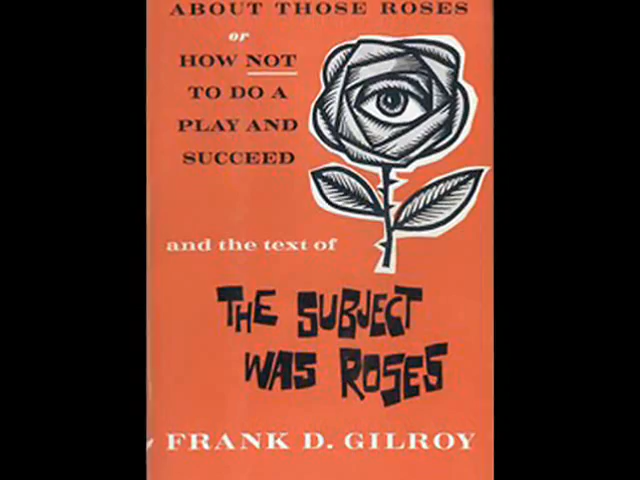 ABOUT THOSE ROSES
or
HOW NOT
TO DO A
PLAY AND
SUCCEED
and the text of
THE SUBJECT
WAS ROSES
FRANK D. GILROY